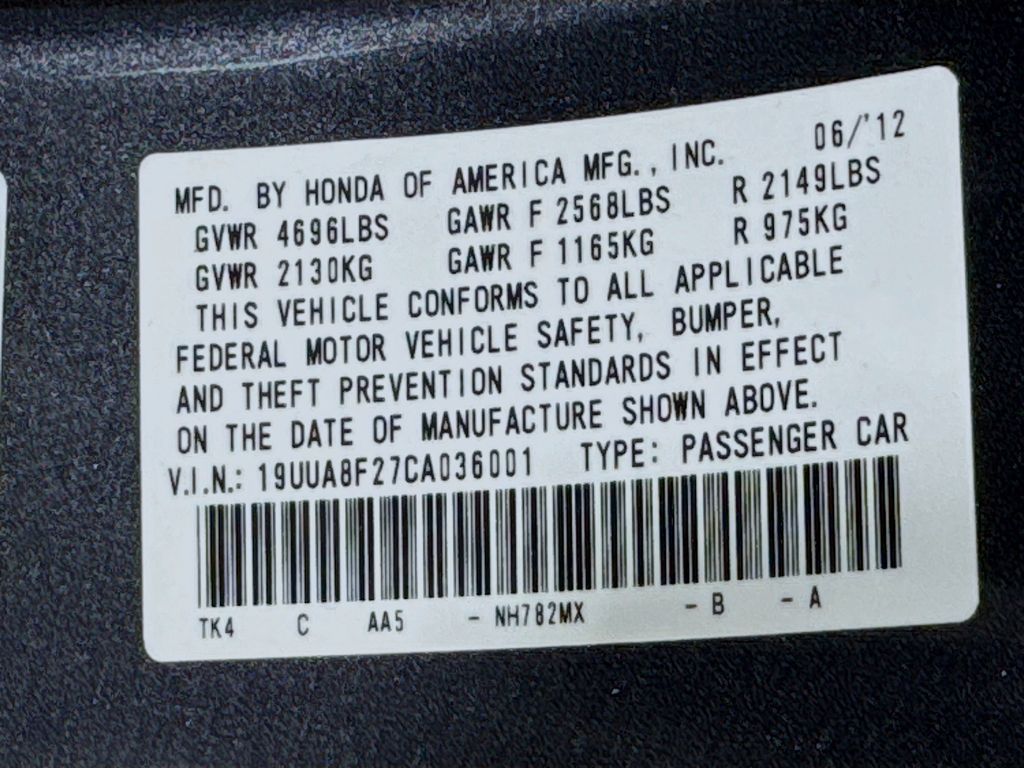 MFD. BY HONDA OF AMERICA MFG., INC. 06/'12
GVWR 4696LBS GAWR F 2568LBS R 2149LBS
GVWR 2130KG GAWR F 1165KG R 975KG
THIS VEHICLE CONFORMS TO ALL APPLICABLE
FEDERAL MOTOR VEHICLE SAFETY, BUMPER,
AND THEFT PREVENTION STANDARDS IN EFFECT
ON THE DATE OF MANUFACTURE SHOWN ABOVE.
V.I.N.: 19UUA8F27CA036001 TYPE: PASSENGER CAR
TK4 C AA5 - NH782MX - B - A